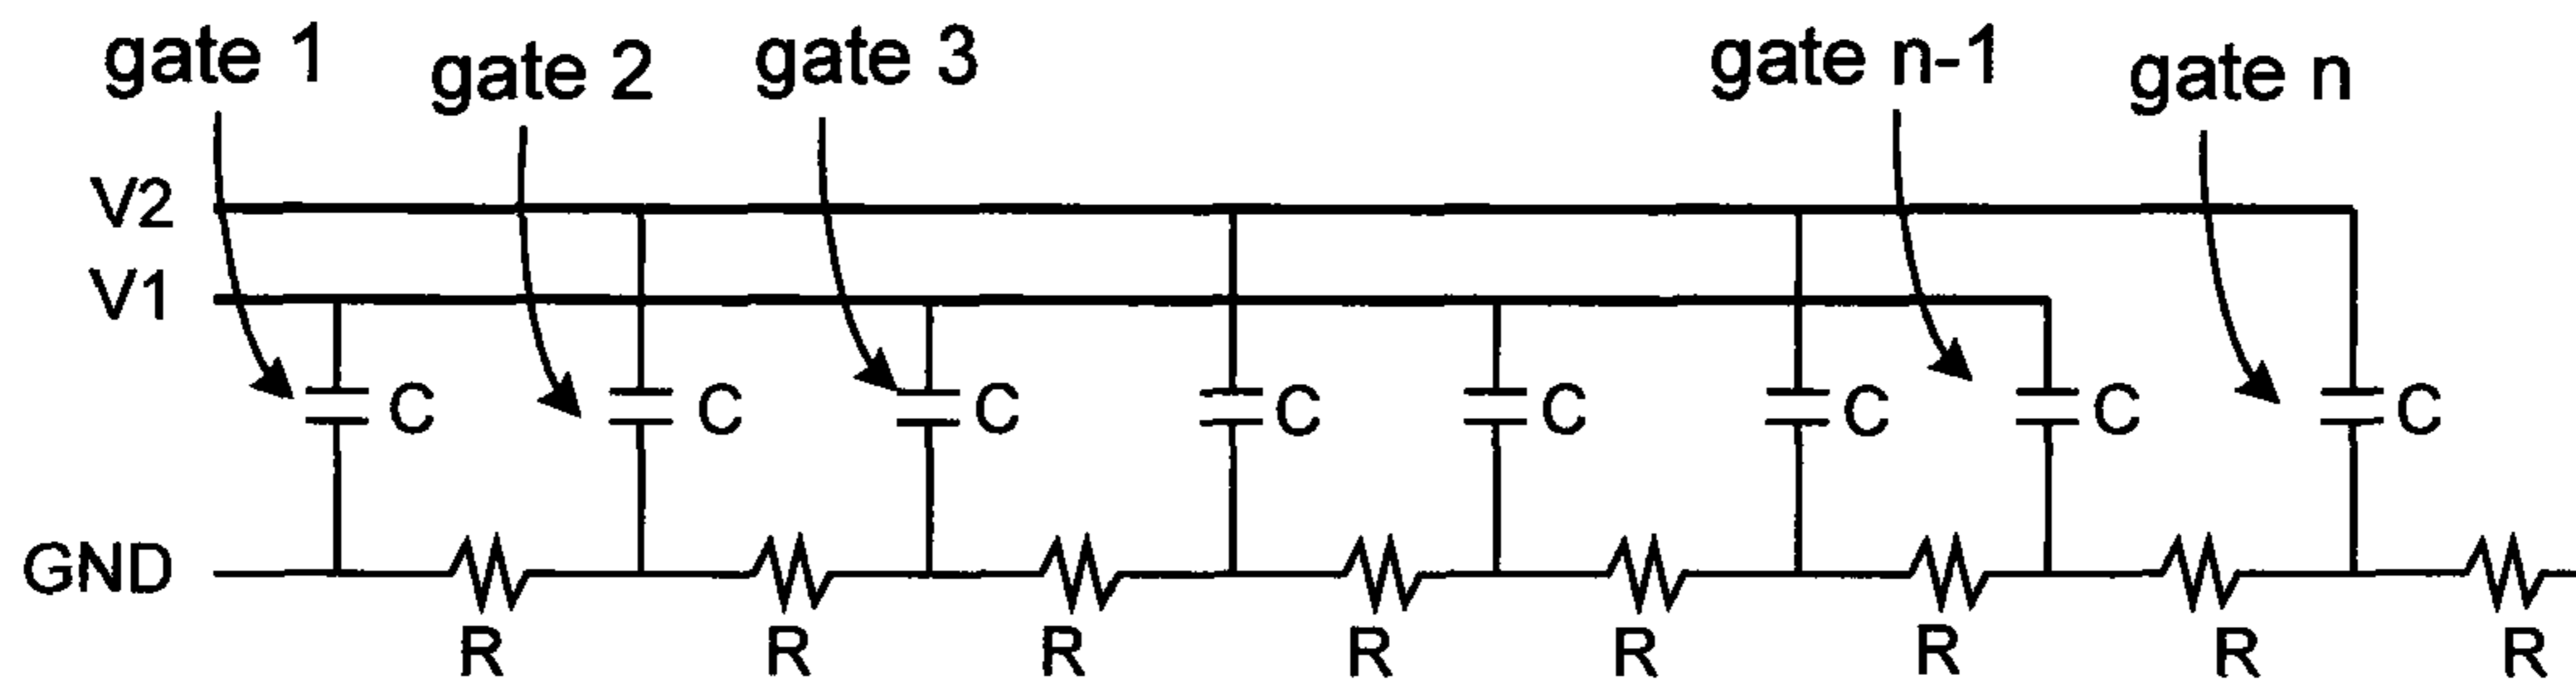 gate 1 gate 2 gate 3 gate n-1 gate n
V2
V1
C C C C C C C C
GND
R R R R R R R R